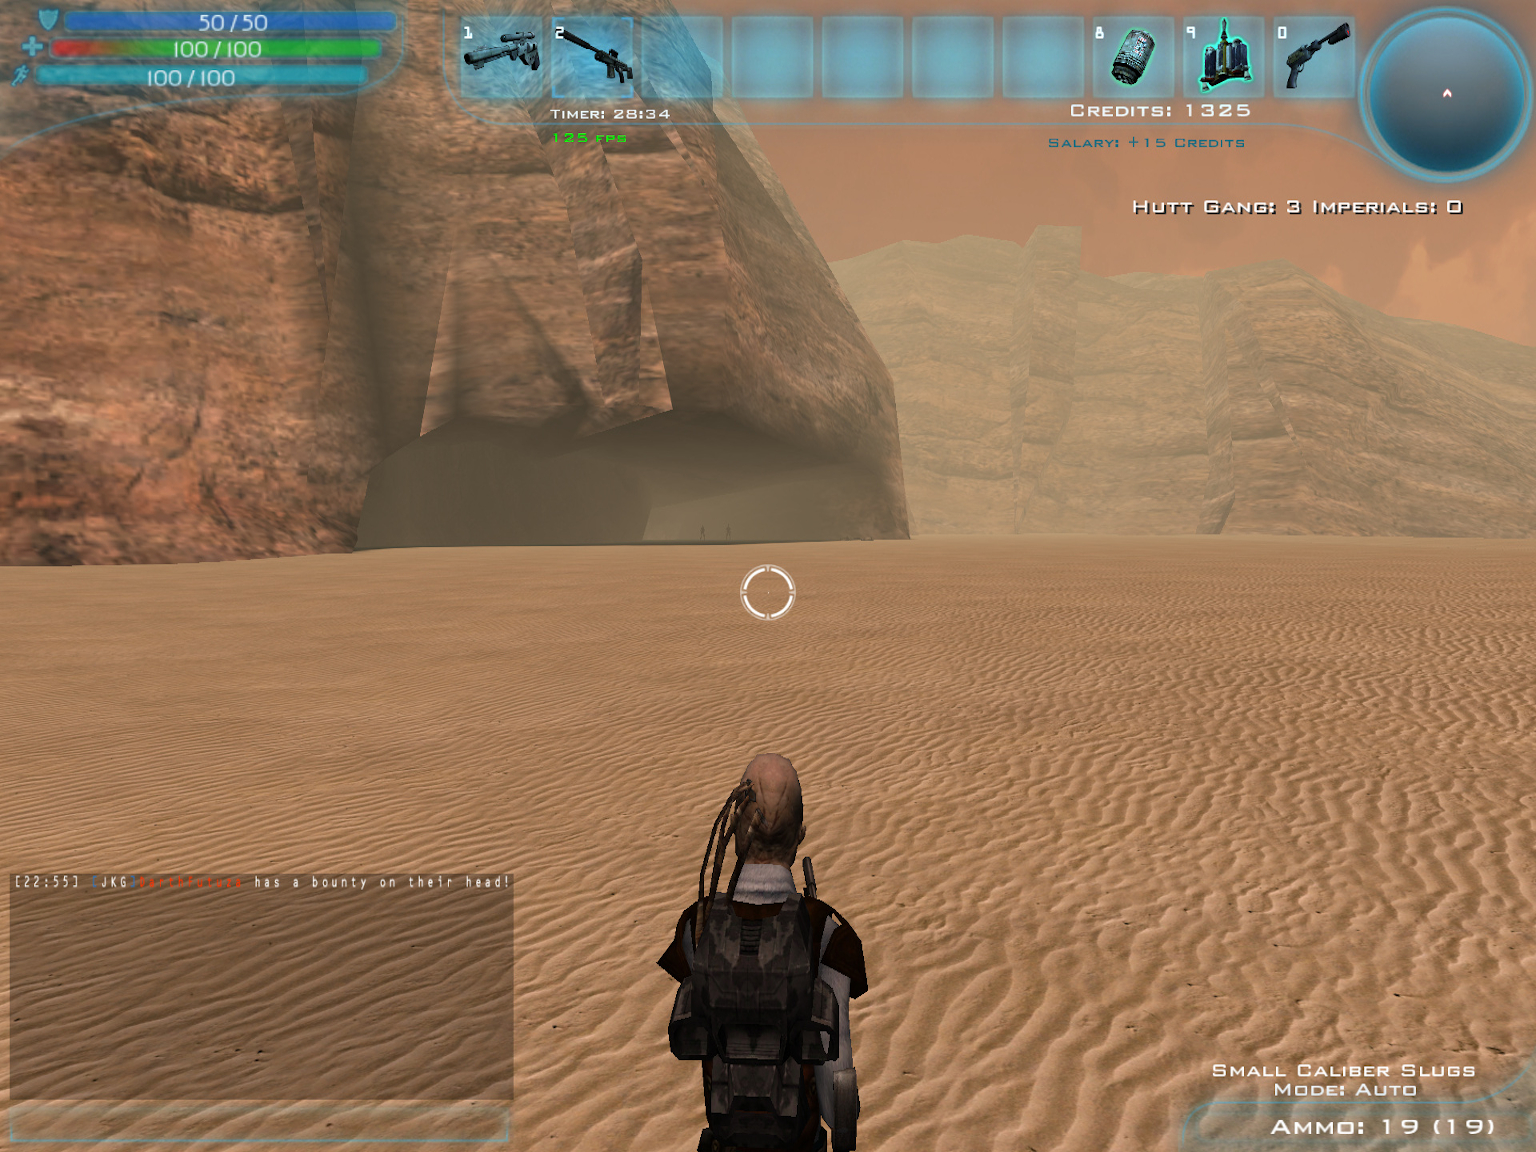 50/50
100/100
100/100
1
2
8
9
0
Timer: 28:34
125 fps
Credits: 1325
Salary: +15 Credits
Hutt Gang: 3 Imperials: 0
[22:55] JKG has a bounty on their head!
Small Caliber Slugs
Mode: Auto
Ammo: 19 (19)